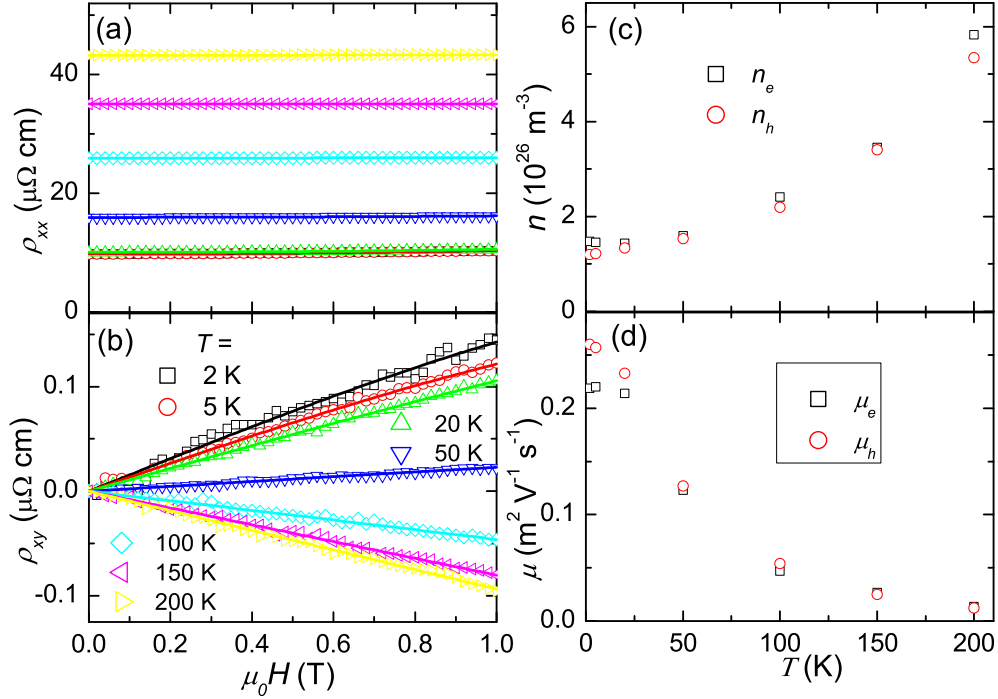 (a)
40
20
0
ρxx (μΩ cm)
(b)
T =
2 K
5 K
20 K
50 K
100 K
150 K
200 K
0.1
0.0
-0.1
ρxy (μΩ cm)
0.0 0.2 0.4 0.6 0.8 1.0
μ0H (T)
(c)
ne
nh
6
4
2
0
n (10²⁶ m⁻³)
(d)
μe
μh
0.2
0.1
0.0
μ (m² V⁻¹ s⁻¹)
0 50 100 150 200
T (K)